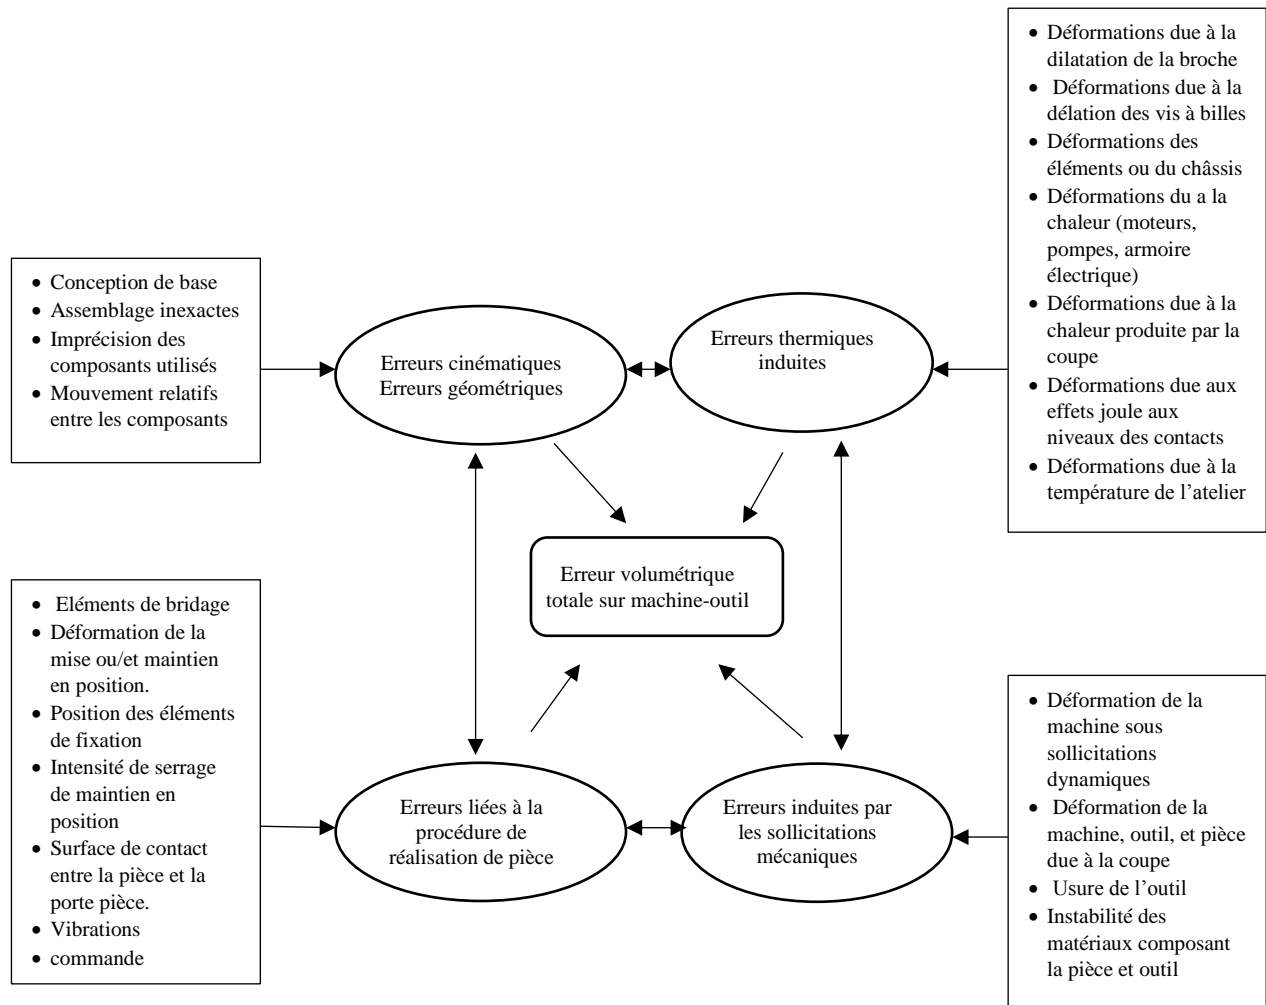 • Déformations due à la
dilatation de la broche
• Déformations due à la
délation des vis à billes
• Déformations des
éléments ou du châssis
• Déformations du a la
chaleur (moteurs,
pompes, armoire
électrique)
• Déformations due à la
chaleur produite par la
coupe
• Déformations due aux
effets joule aux
niveaux des contacts
• Déformations due à la
température de l’atelier
• Conception de base
• Assemblage inexactes
• Imprécision des
composants utilisés
• Mouvement relatifs
entre les composants
Erreurs cinématiques
Erreurs géométriques
Erreurs thermiques
induites
Erreur volumétrique
totale sur machine-outil
• Eléments de bridage
• Déformation de la
mise ou/et maintien
en position.
• Position des éléments
de fixation
• Intensité de serrage
de maintien en
position
• Surface de contact
entre la pièce et la
porte pièce.
• Vibrations
• commande
Erreurs liées à la
procédure de
réalisation de pièce
Erreurs induites par
les sollicitations
mécaniques
• Déformation de la
machine sous
sollicitations
dynamiques
• Déformation de la
machine, outil, et pièce
due à la coupe
• Usure de l’outil
• Instabilité des
matériaux composant
la pièce et outil